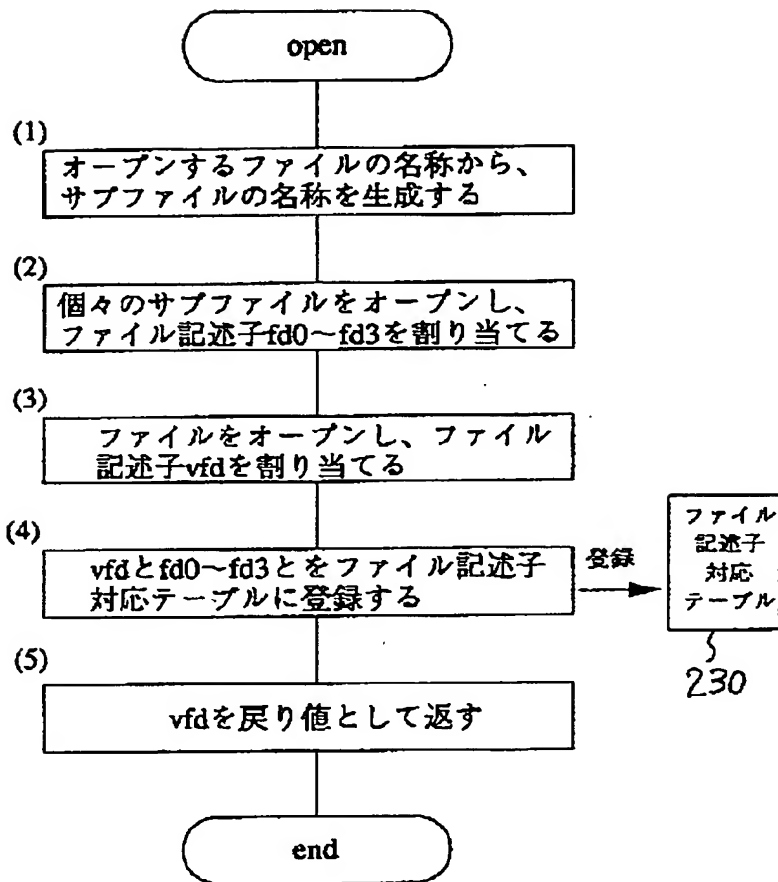 open
(1)
オープンするファイルの名称から、
サブファイルの名称を生成する
(2)
個々のサブファイルをオープンし、
ファイル記述子fd0〜fd3を割り当てる
(3)
ファイルをオープンし、ファイル
記述子vfdを割り当てる
(4)
vfdとfd0〜fd3とをファイル記述子
対応テーブルに登録する
登録
ファイル
記述子
対応
テーブル
230
(5)
vfdを戻り値として返す
end